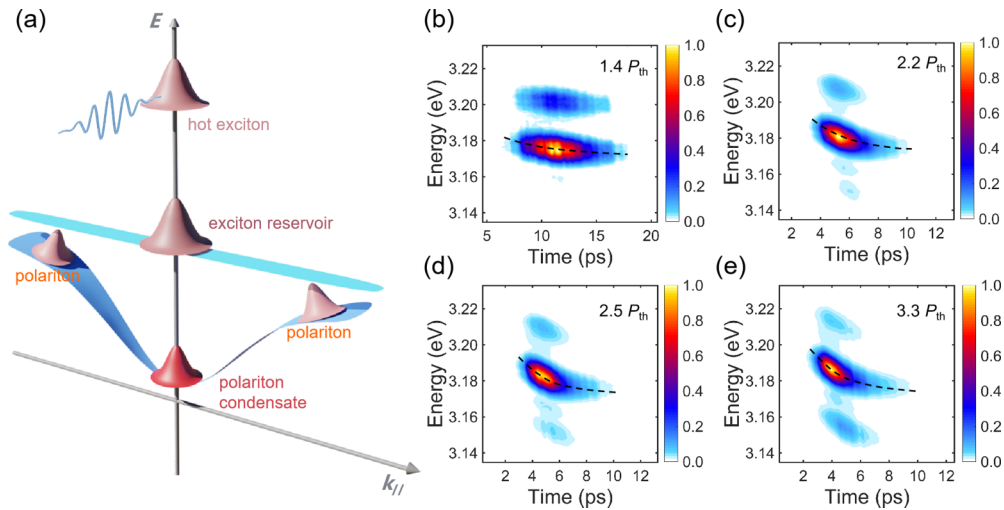 (a)
E
hot exciton
exciton reservoir
polariton
polariton
polariton
condensate
k//
(b)
1.4 Pth
Energy (eV)
3.22
3.20
3.18
3.16
3.14
5
10
15
20
Time (ps)
1.0
0.8
0.6
0.4
0.2
0.0
(c)
2.2 Pth
Energy (eV)
3.22
3.20
3.18
3.16
3.14
2
4
6
8
10
12
Time (ps)
1.0
0.8
0.6
0.4
0.2
0.0
(d)
2.5 Pth
Energy (eV)
3.22
3.20
3.18
3.16
3.14
2
4
6
8
10
12
Time (ps)
1.0
0.8
0.6
0.4
0.2
0.0
(e)
3.3 Pth
Energy (eV)
3.22
3.20
3.18
3.16
3.14
2
4
6
8
10
12
Time (ps)
1.0
0.8
0.6
0.4
0.2
0.0